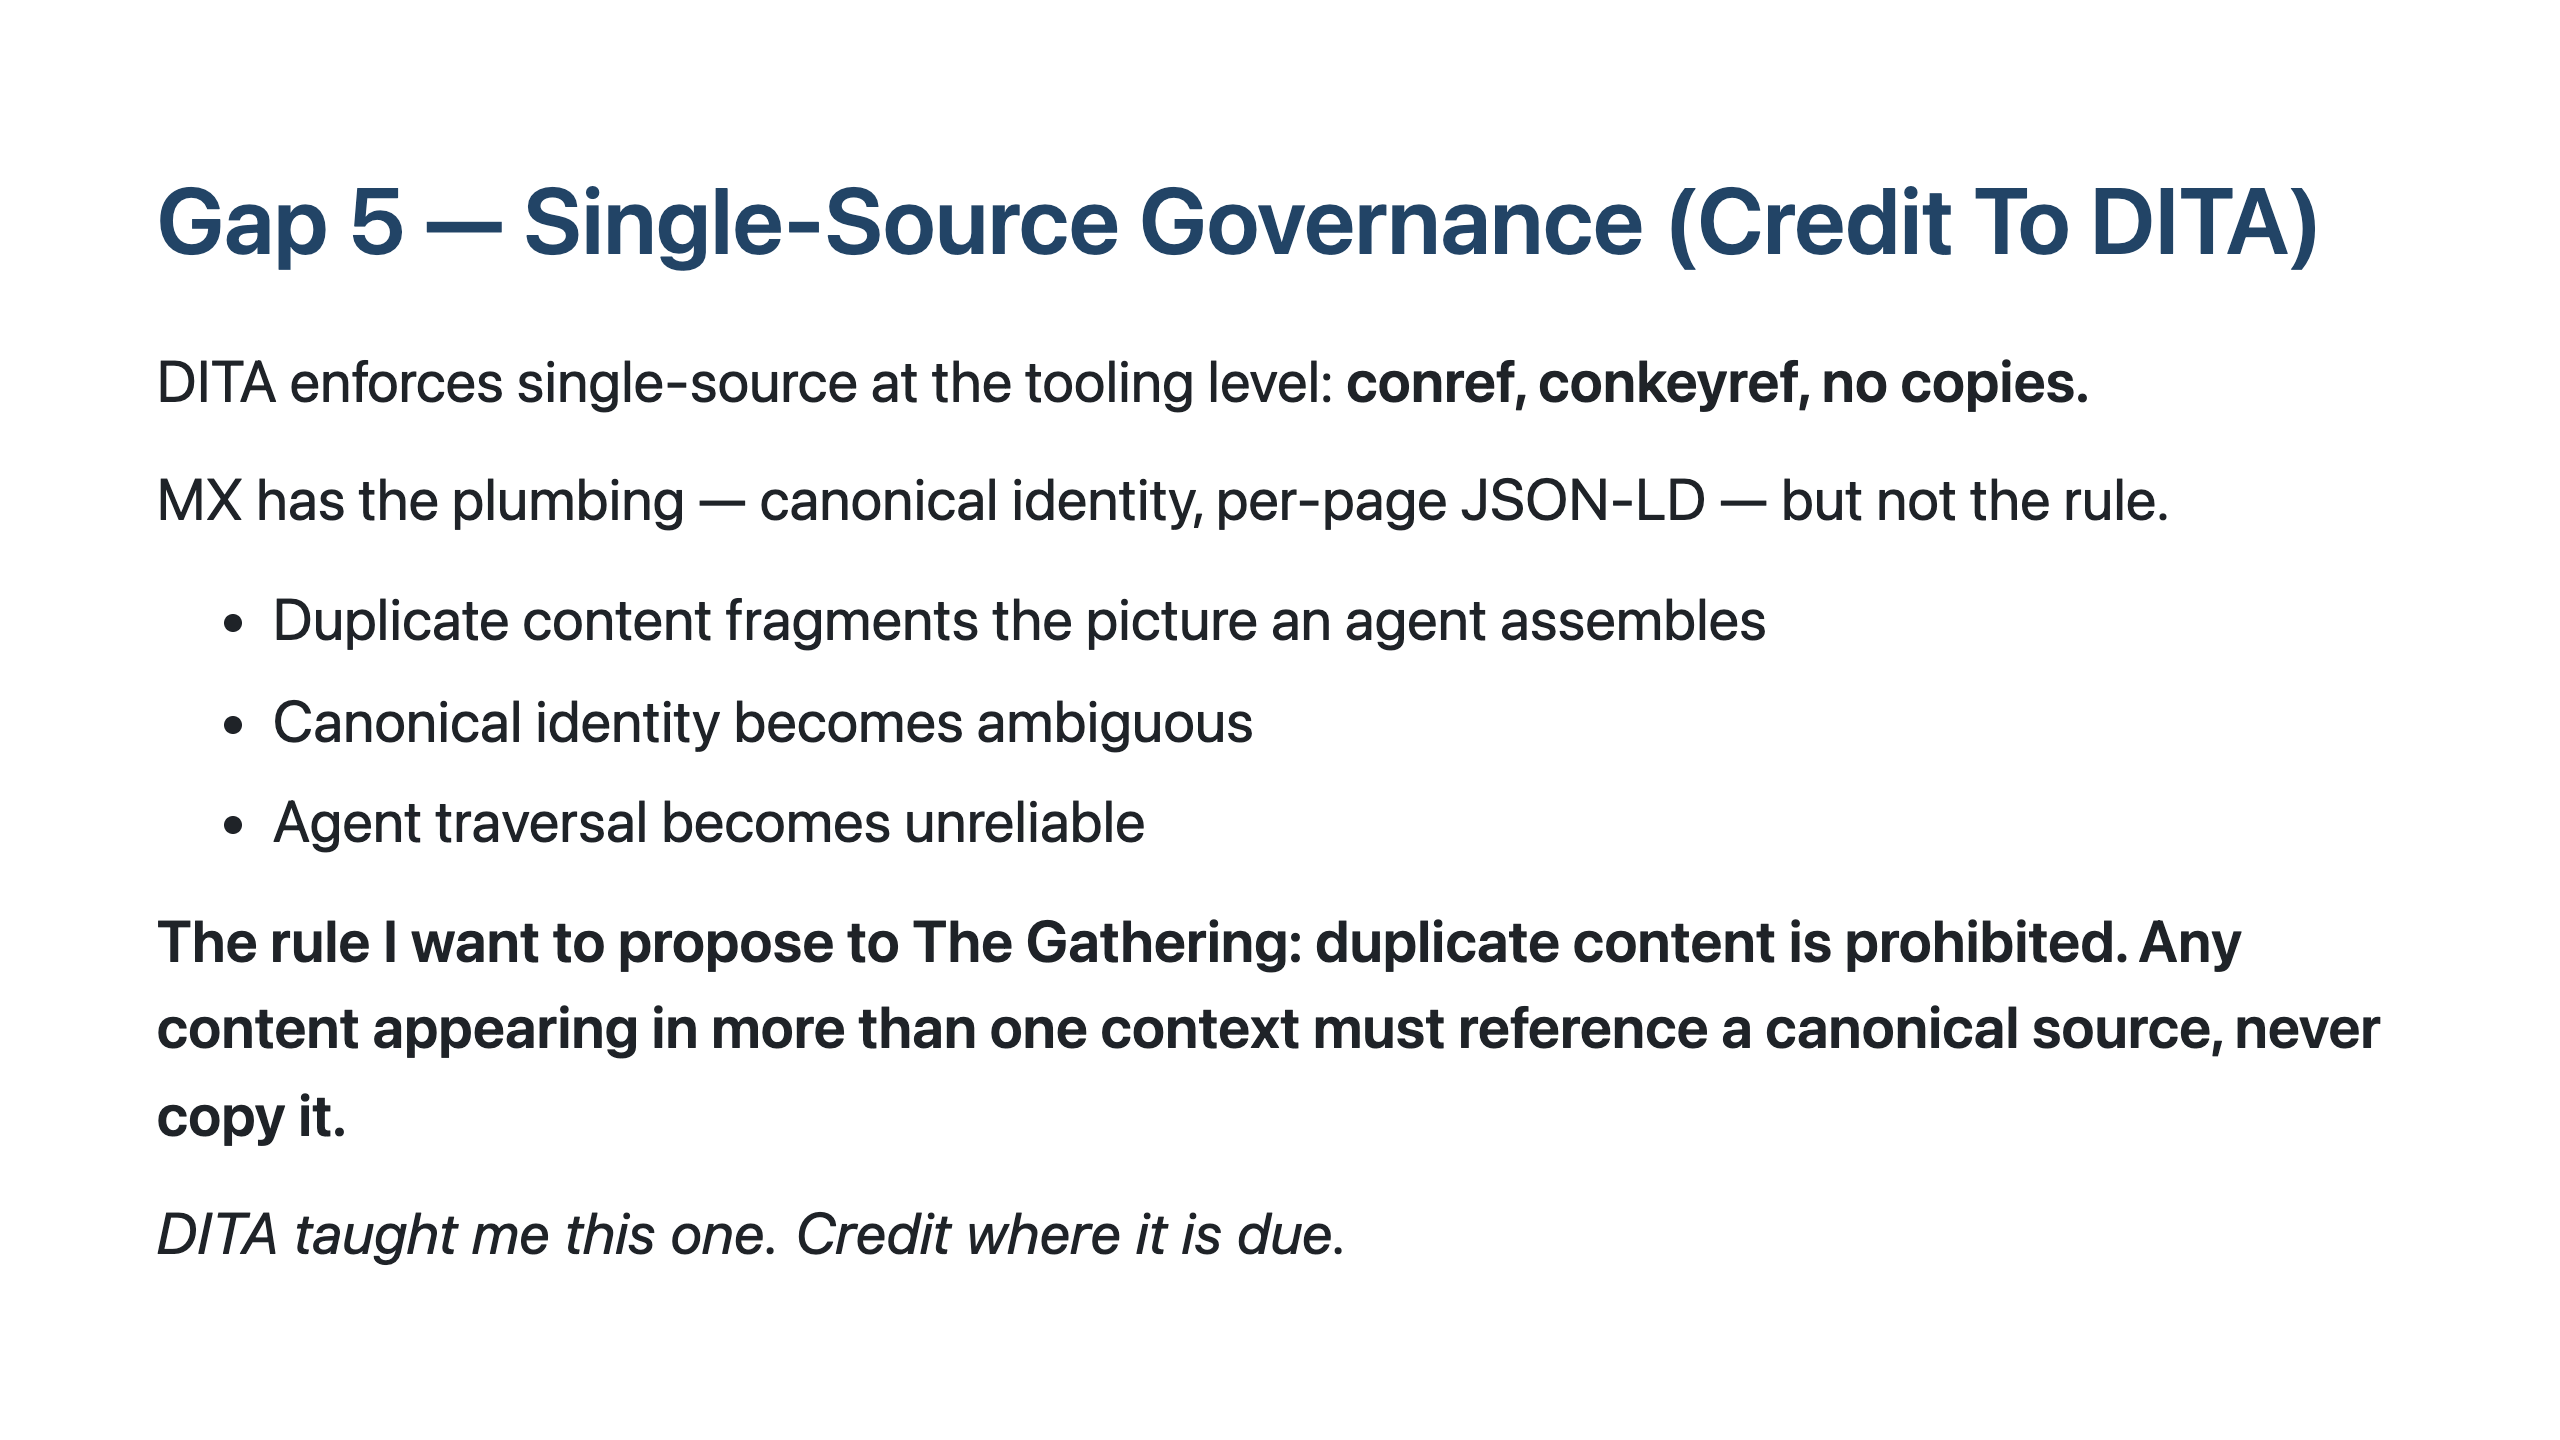 Gap 5 — Single-Source Governance (Credit To DITA)
DITA enforces single-source at the tooling level: conref, conkeyref, no copies.
MX has the plumbing — canonical identity, per-page JSON-LD — but not the rule.
• Duplicate content fragments the picture an agent assembles
• Canonical identity becomes ambiguous
• Agent traversal becomes unreliable
The rule I want to propose to The Gathering: duplicate content is prohibited. Any
content appearing in more than one context must reference a canonical source, never
copy it.
DITA taught me this one. Credit where it is due.